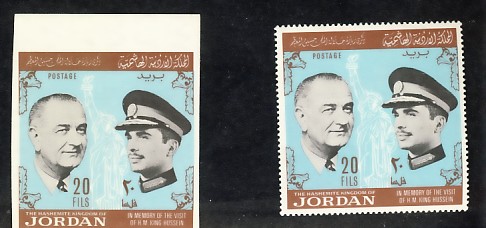 المملكة الأردنية الهاشمية
POSTAGE
بريد
20
FILS
٢٠
فلسا
THE HASHEMITE KINGDOM OF
JORDAN
IN MEMORY OF THE VISIT
OF H.M. KING HUSSEIN
المملكة الأردنية الهاشمية
POSTAGE
بريد
20
FILS
٢٠
فلسا
THE HASHEMITE KINGDOM OF
JORDAN
IN MEMORY OF THE VISIT
OF H.M. KING HUSSEIN